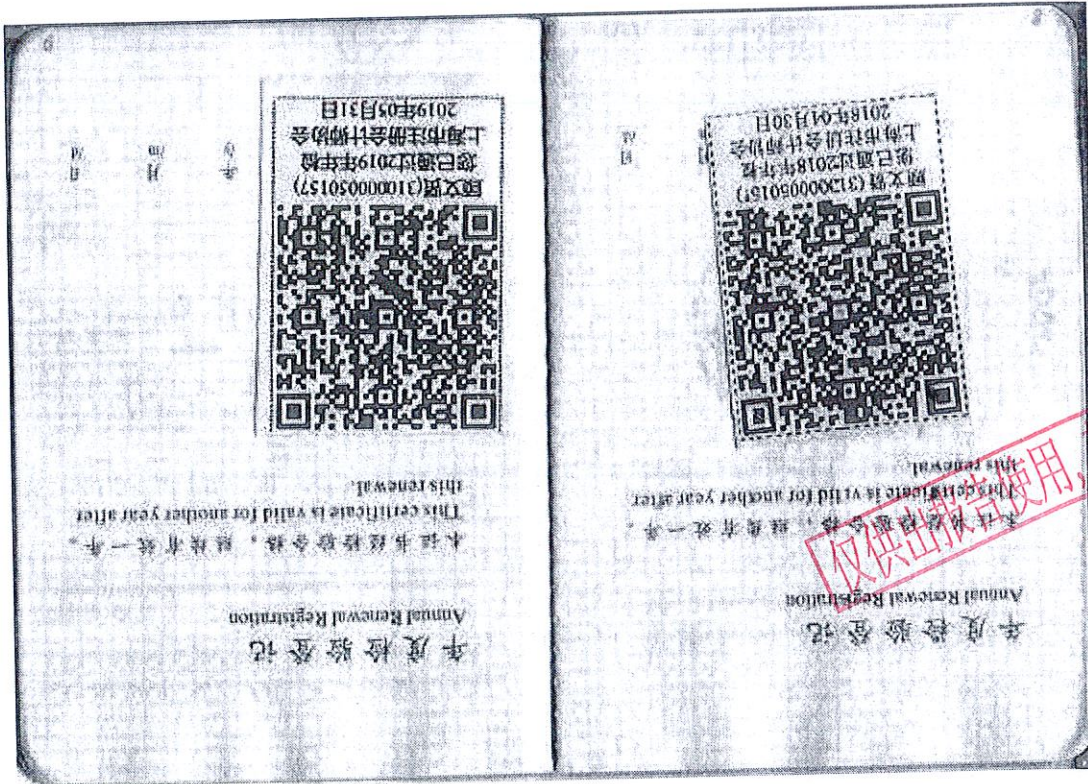 年度检验登记
Annual Renewal Registration
本证书经检验合格，继续有效一年。
This certificate is valid for another year after
this renewal.
顾文贤(310000050157)
您已通过2018年年检
上海市注册会计师协会
2018年04月30日
月
日
仅供出报告使用，
年度检验登记
Annual Renewal Registration
本证书经检验合格，继续有效一年。
This certificate is valid for another year after
this renewal.
顾文贤(310000050157)
您已通过2019年年检
上海市注册会计师协会
2019年05月31日
年
月
日
/y
/m
/d